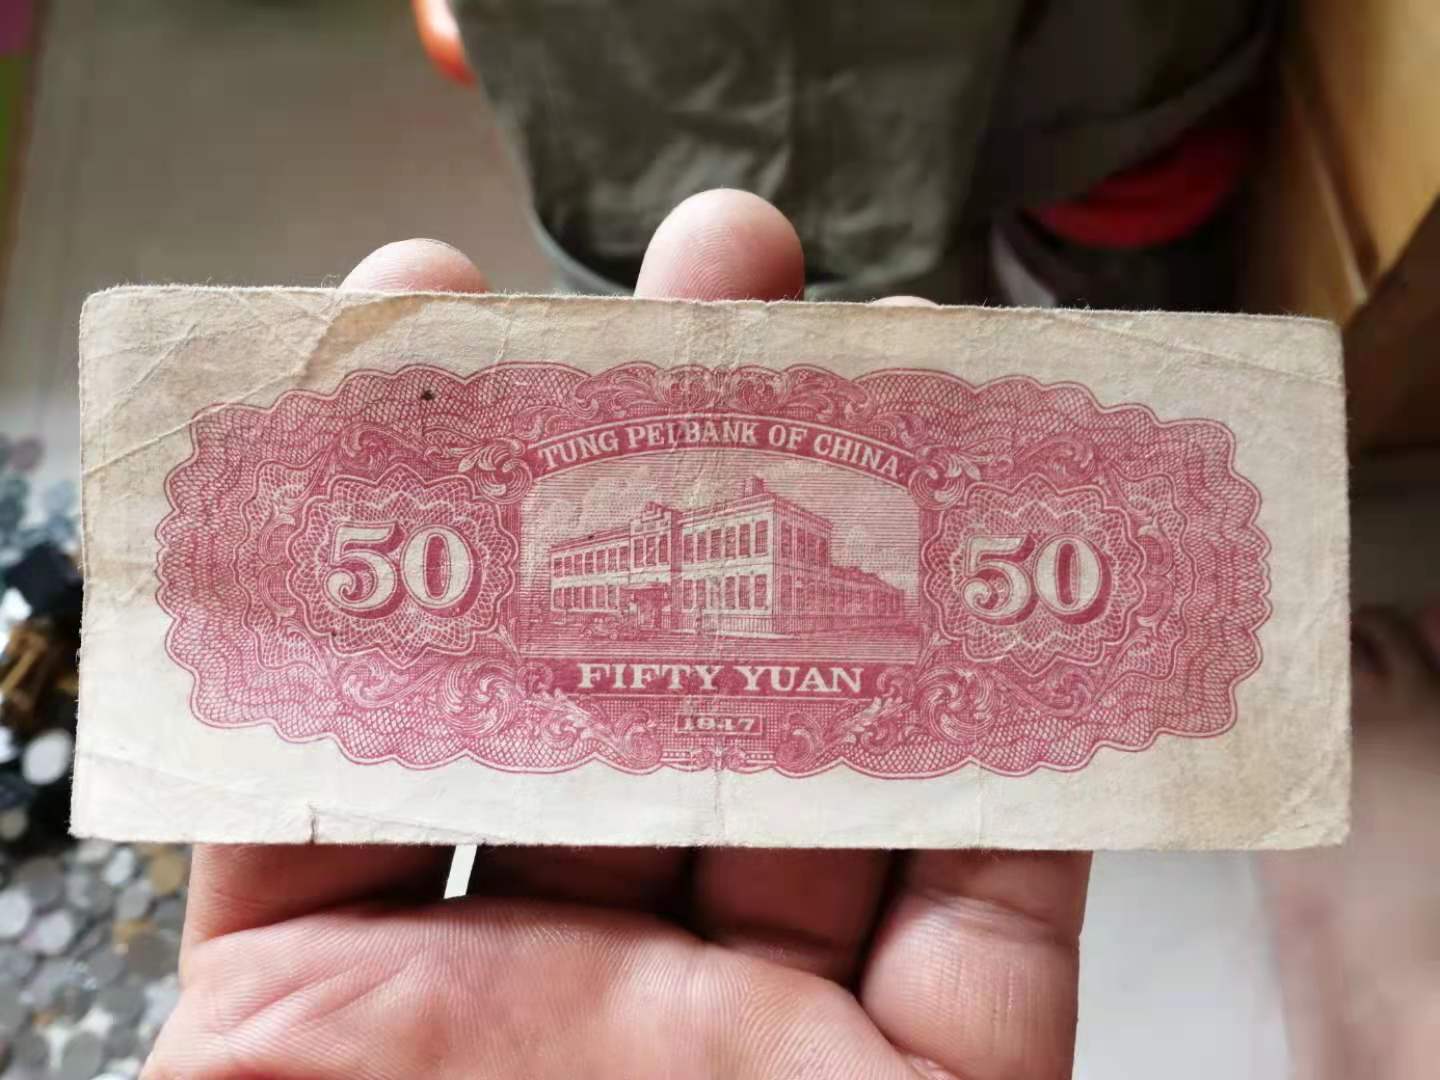 TUNG PEI BANK OF CHINA
50 50
FIFTY YUAN
1947